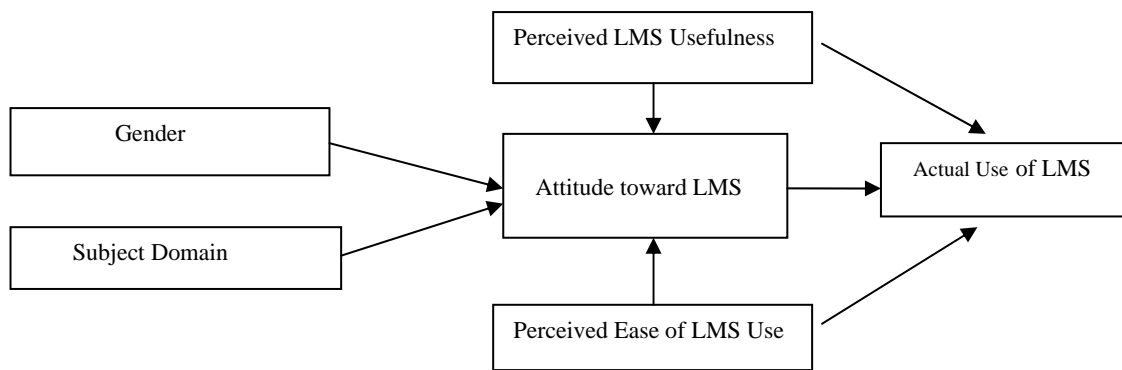 Perceived LMS Usefulness
Gender
Attitude toward LMS
Actual Use of LMS
Subject Domain
Perceived Ease of LMS Use